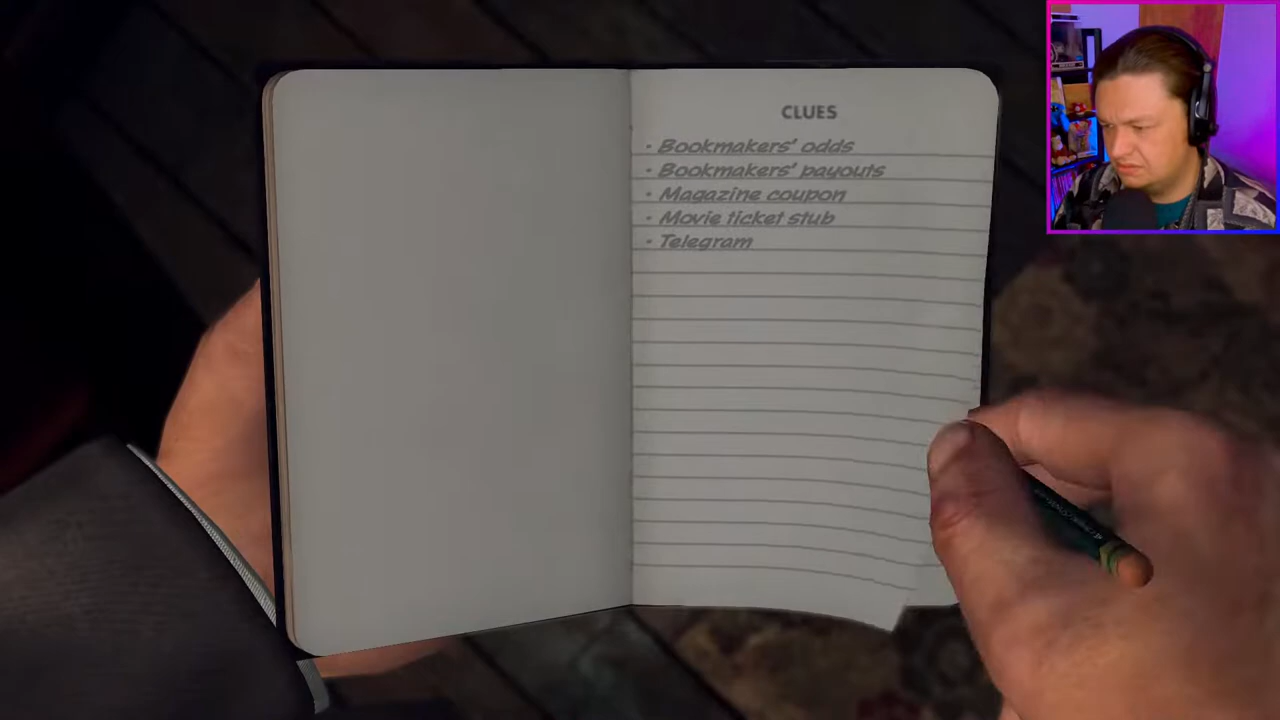 CLUES
· Bookmakers' odds
· Bookmakers' payouts
· Magazine coupon
· Movie ticket stub
· Telegram